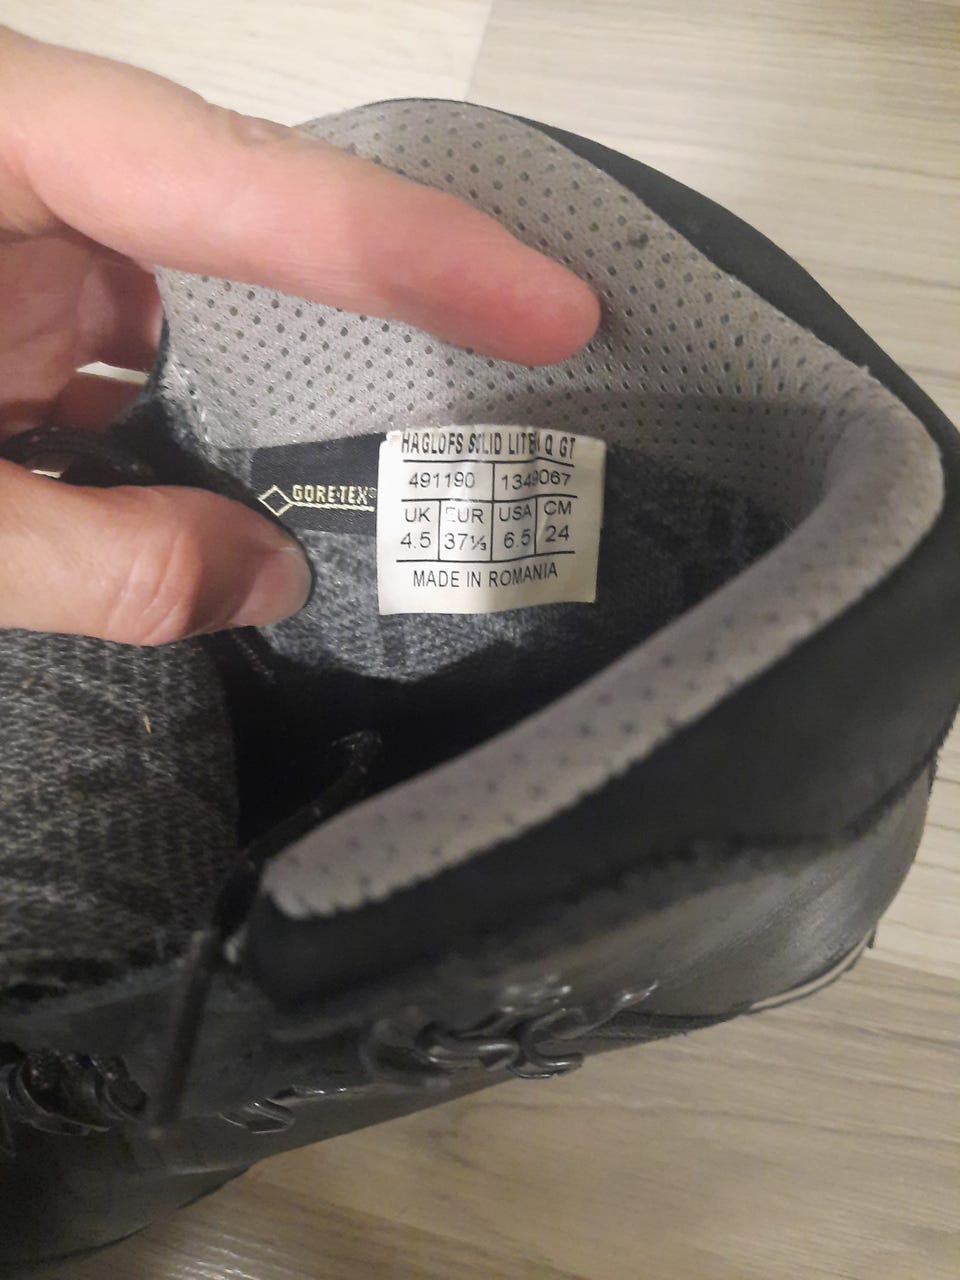 HAGLOFS SOLID LITE Q GT
491190 1349067
UK EUR USA CM
4.5 37⅓ 6.5 24
MADE IN ROMANIA
GORE-TEX®